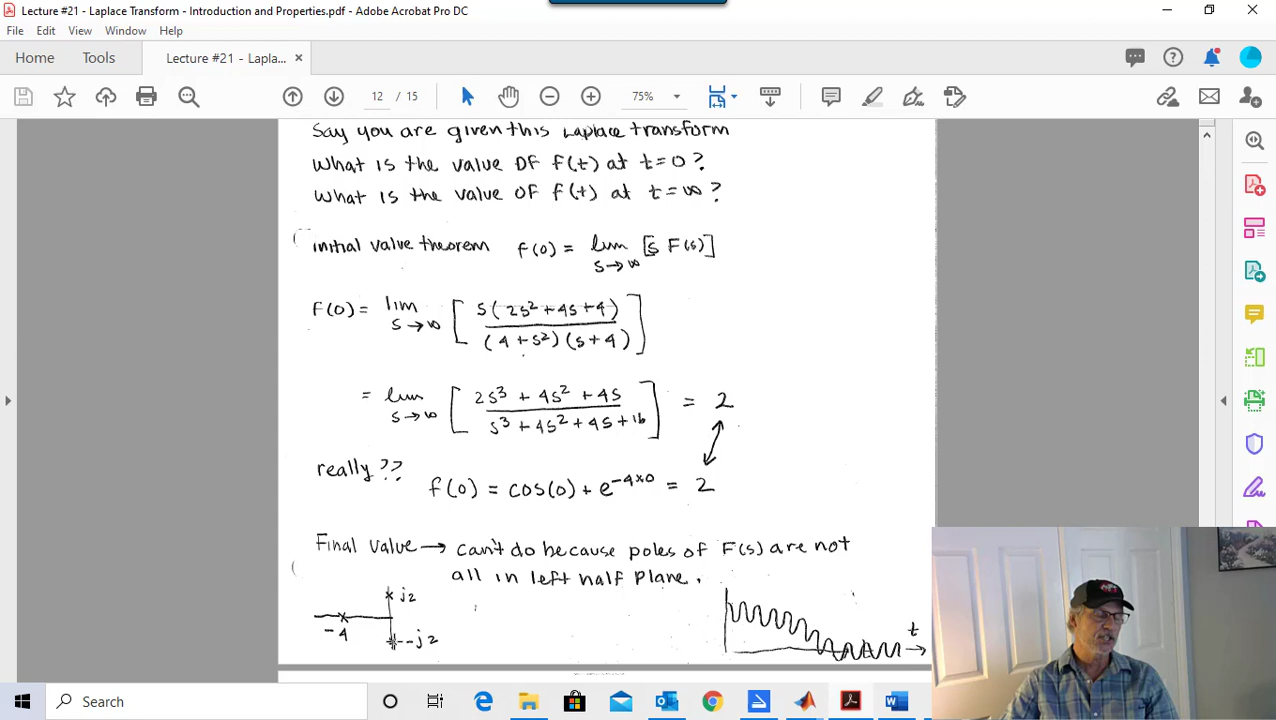 Lecture #21 - Laplace Transform - Introduction and Properties.pdf - Adobe Acrobat Pro DC
File Edit View Window Help
Home Tools Lecture #21 - Lapla... ×
12 / 15 75%
Say you are given this Laplace transform
What is the value OF f(t) at t=0?
What is the value OF f(t) at t=∞?
initial value theorem f(0) = lim s→∞ [s F(s)]
F(0) = lim s→∞ [ s(2s² + 4s + 4) / (4+s²)(s+4) ]
= lim s→∞ [ 2s³ + 4s² + 4s / s³ + 4s² + 4s + 16 ] = 2
really?? f(0) = cos(0) + e^-4x0 = 2
Final value → can't do because poles of F(s) are not
all in left half plane.
j2
-4
-j2
t
Search